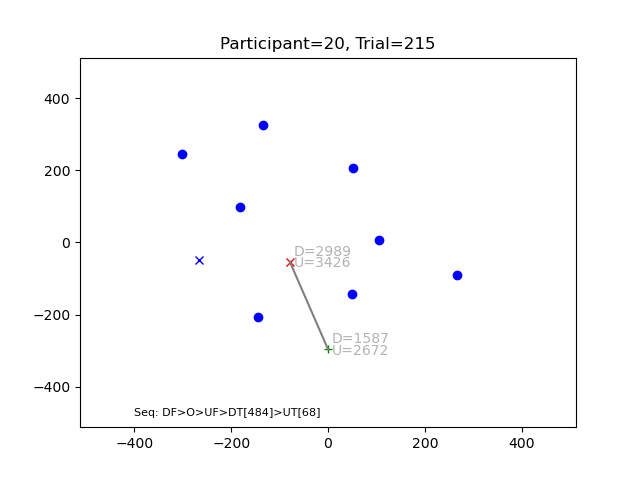 Participant=20, Trial=215
400
200
0
−200
−400
D=2989
U=3426
D=1587
U=2672
Seq: DF>O>UF>DT[484]>UT[68]
−400
−200
0
200
400